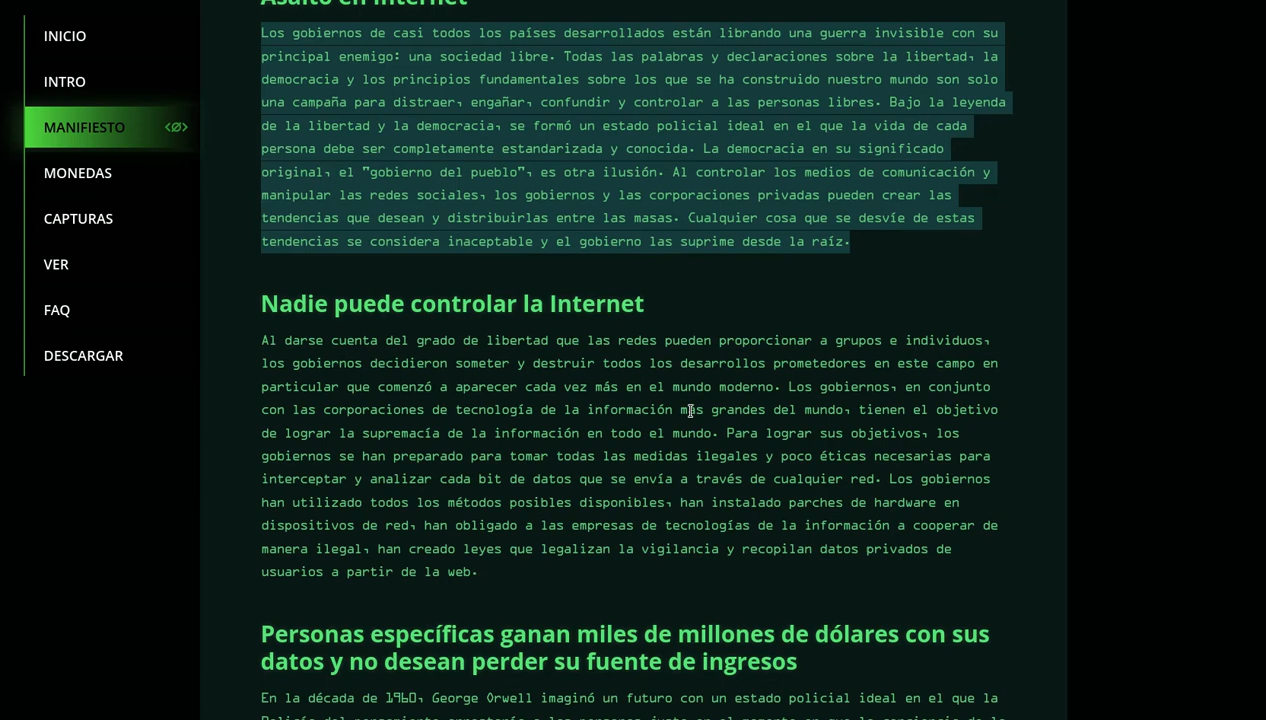 Asalto en Internet
INICIO
INTRO
MANIFIESTO
MONEDAS
CAPTURAS
VER
FAQ
DESCARGAR
Los gobiernos de casi todos los países desarrollados están librando una guerra invisible con su
principal enemigo: una sociedad libre. Todas las palabras y declaraciones sobre la libertad, la
democracia y los principios fundamentales sobre los que se ha construido nuestro mundo son solo
una campaña para distraer, engañar, confundir y controlar a las personas libres. Bajo la leyenda
de la libertad y la democracia, se formó un estado policial ideal en el que la vida de cada
persona debe ser completamente estandarizada y conocida. La democracia en su significado
original, el "gobierno del pueblo", es otra ilusión. Al controlar los medios de comunicación y
manipular las redes sociales, los gobiernos y las corporaciones privadas pueden crear las
tendencias que desean y distribuirlas entre las masas. Cualquier cosa que se desvíe de estas
tendencias se considera inaceptable y el gobierno las suprime desde la raíz.
Nadie puede controlar la Internet
Al darse cuenta del grado de libertad que las redes pueden proporcionar a grupos e individuos,
los gobiernos decidieron someter y destruir todos los desarrollos prometedores en este campo en
particular que comenzó a aparecer cada vez más en el mundo moderno. Los gobiernos, en conjunto
con las corporaciones de tecnología de la información más grandes del mundo, tienen el objetivo
de lograr la supremacía de la información en todo el mundo. Para lograr sus objetivos, los
gobiernos se han preparado para tomar todas las medidas ilegales y poco éticas necesarias para
interceptar y analizar cada bit de datos que se envía a través de cualquier red. Los gobiernos
han utilizado todos los métodos posibles disponibles, han instalado parches de hardware en
dispositivos de red, han obligado a las empresas de tecnologías de la información a cooperar de
manera ilegal, han creado leyes que legalizan la vigilancia y recopilan datos privados de
usuarios a partir de la web.
Personas específicas ganan miles de millones de dólares con sus
datos y no desean perder su fuente de ingresos
En la década de 1960, George Orwell imaginó un futuro con un estado policial ideal en el que la